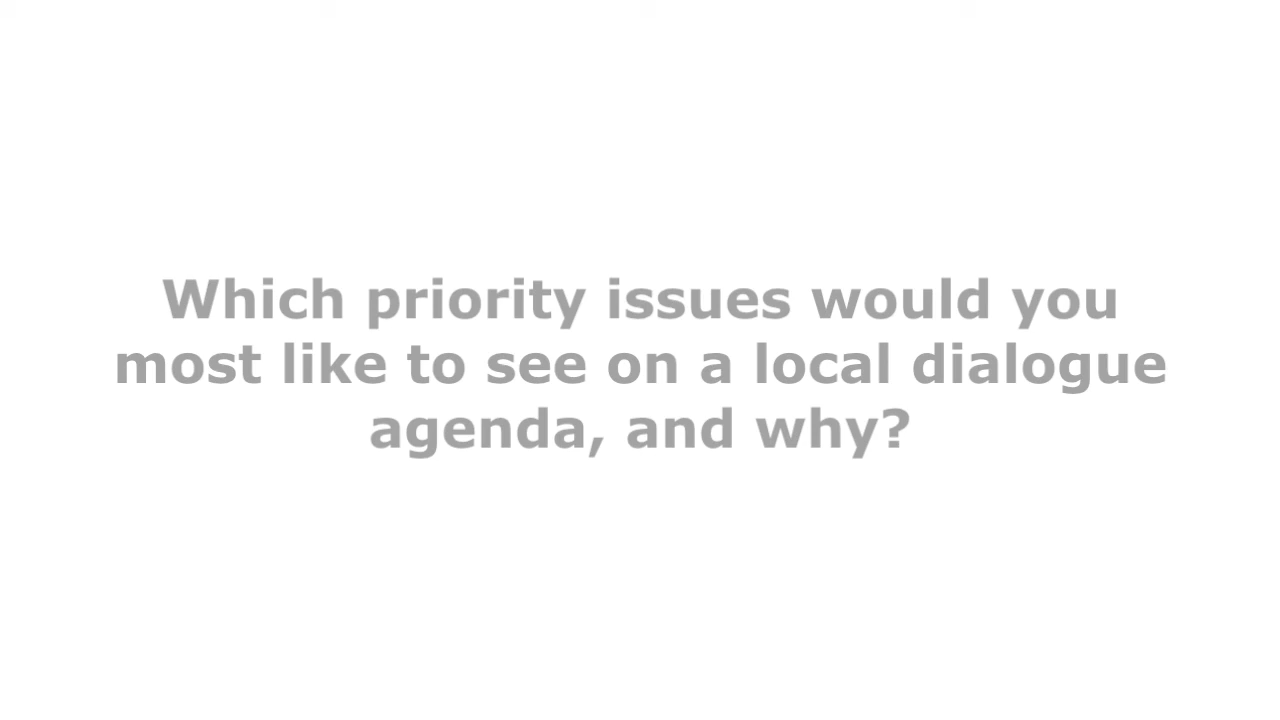 Which priority issues would you
most like to see on a local dialogue
agenda, and why?